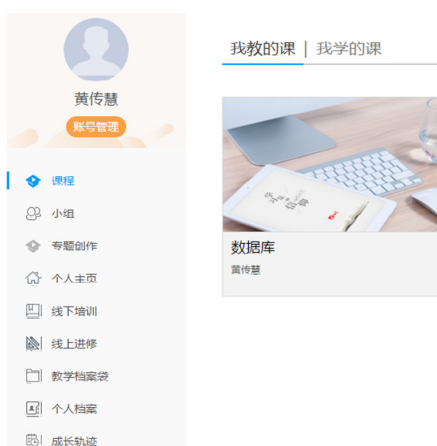 黄传慧
账号管理
课程
小组
专题创作
个人主页
线下培训
线上进修
教学档案袋
个人档案
成长轨迹
我教的课 | 我学的课
数据库
黄传慧